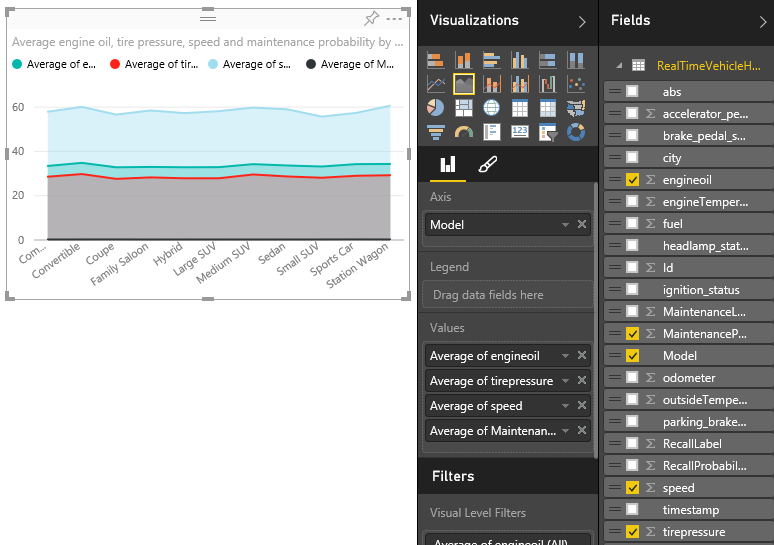 Average engine oil, tire pressure, speed and maintenance probability by ...
Average of e... Average of tir... Average of s... Average of M...
60
40
20
0
Com...
Convertible
Coupe
Family Saloon
Hybrid
Large SUV
Medium SUV
Sedan
Small SUV
Sports Car
Station Wagon
Visualizations
123
Axis
Model
Legend
Drag data fields here
Values
Average of engineoil
Average of tirepressure
Average of speed
Average of Maintenan...
Filters
Visual Level Filters
Average of engineoil (All)
Fields
RealTimeVehicleH...
abs
accelerator_pe...
brake_pedal_s...
city
engineoil
engineTemper...
fuel
headlamp_stat...
Id
ignition_status
MaintenanceL...
MaintenanceP...
Model
odometer
outsideTempe...
parking_brake...
RecallLabel
RecallProbabil...
speed
timestamp
tirepressure